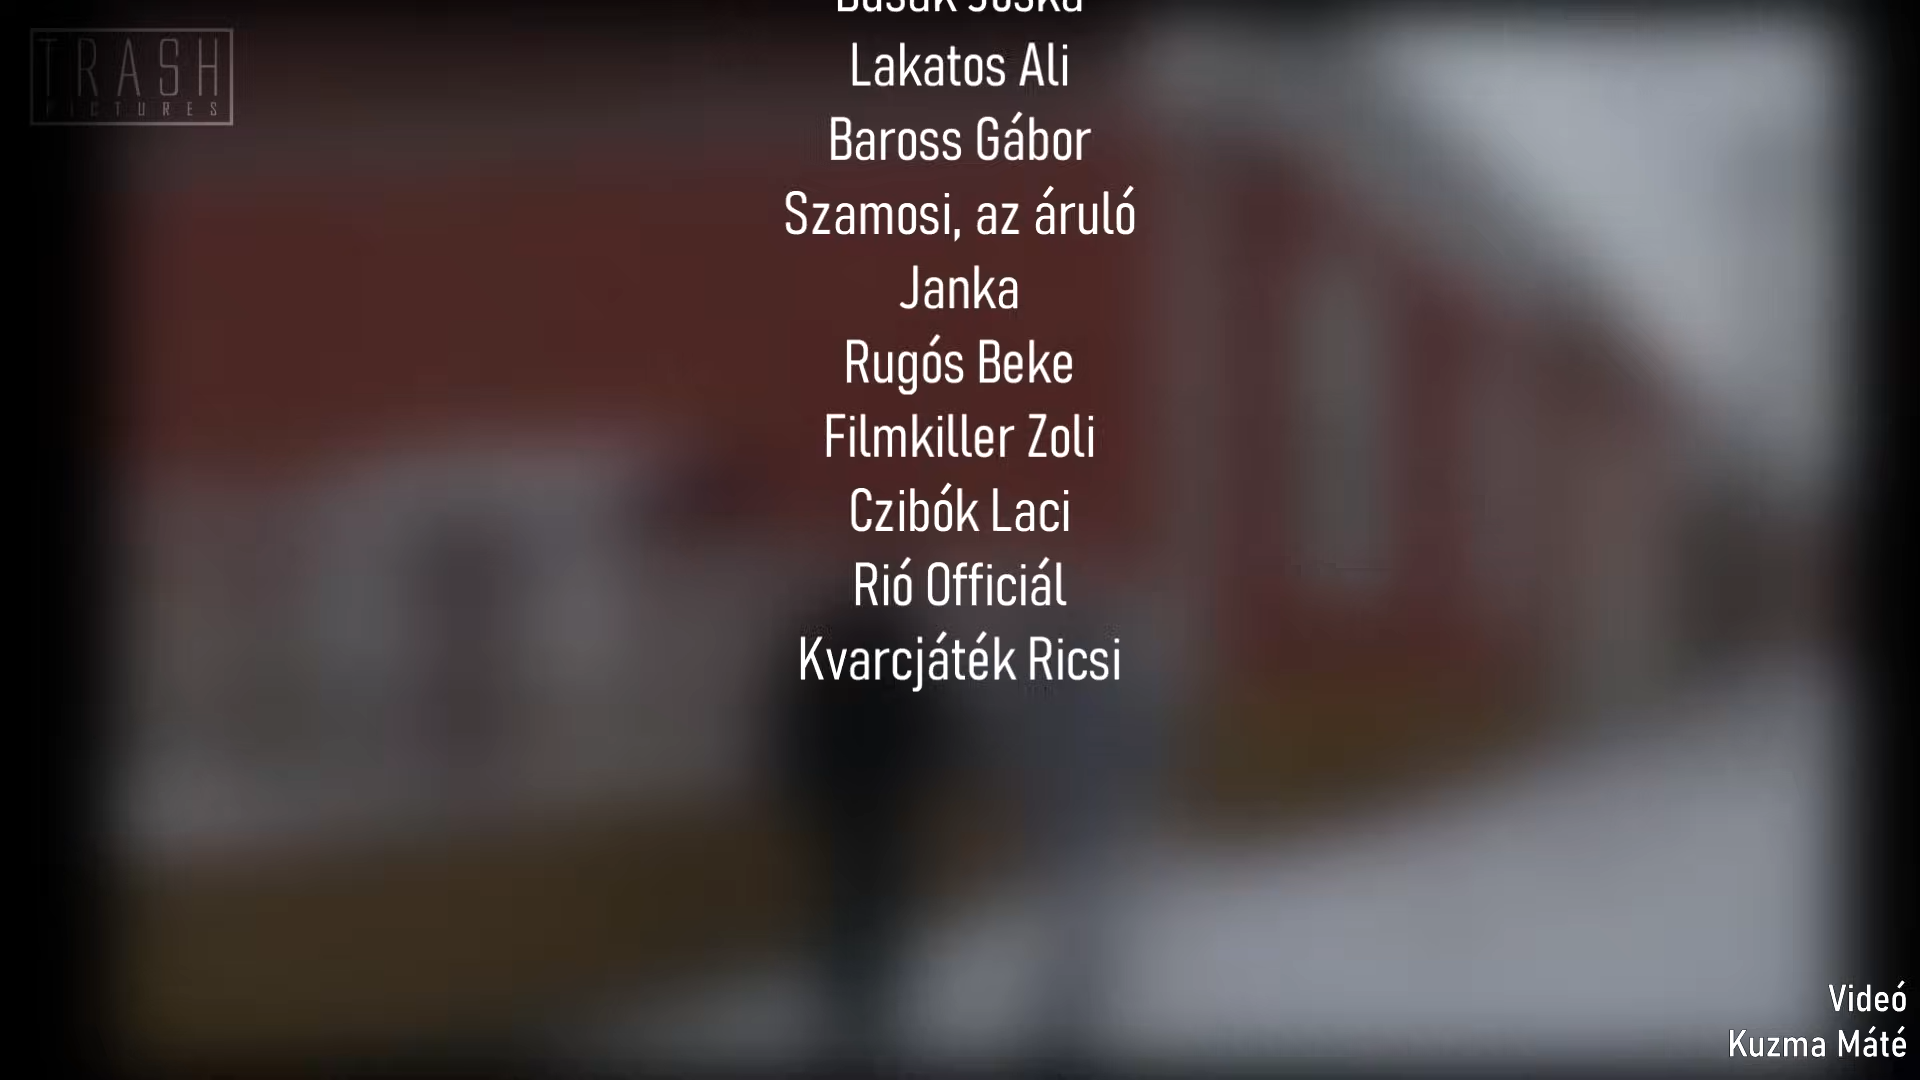 TRASH
PICTURES
Lakatos Ali
Baross Gábor
Szamosi, az áruló
Janka
Rugós Beke
Filmkiller Zoli
Czibók Laci
Rió Officiál
Kvarcjáték Ricsi
Videó
Kuzma Máté